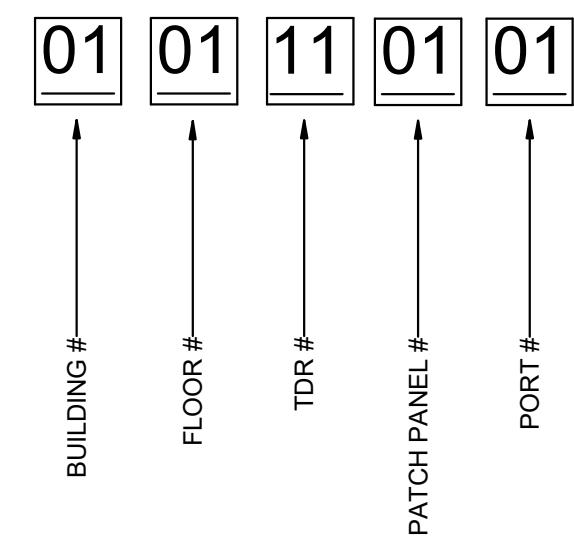 01 01 11 01 01
BUILDING #
FLOOR #
TDR #
PATCH PANEL #
PORT #